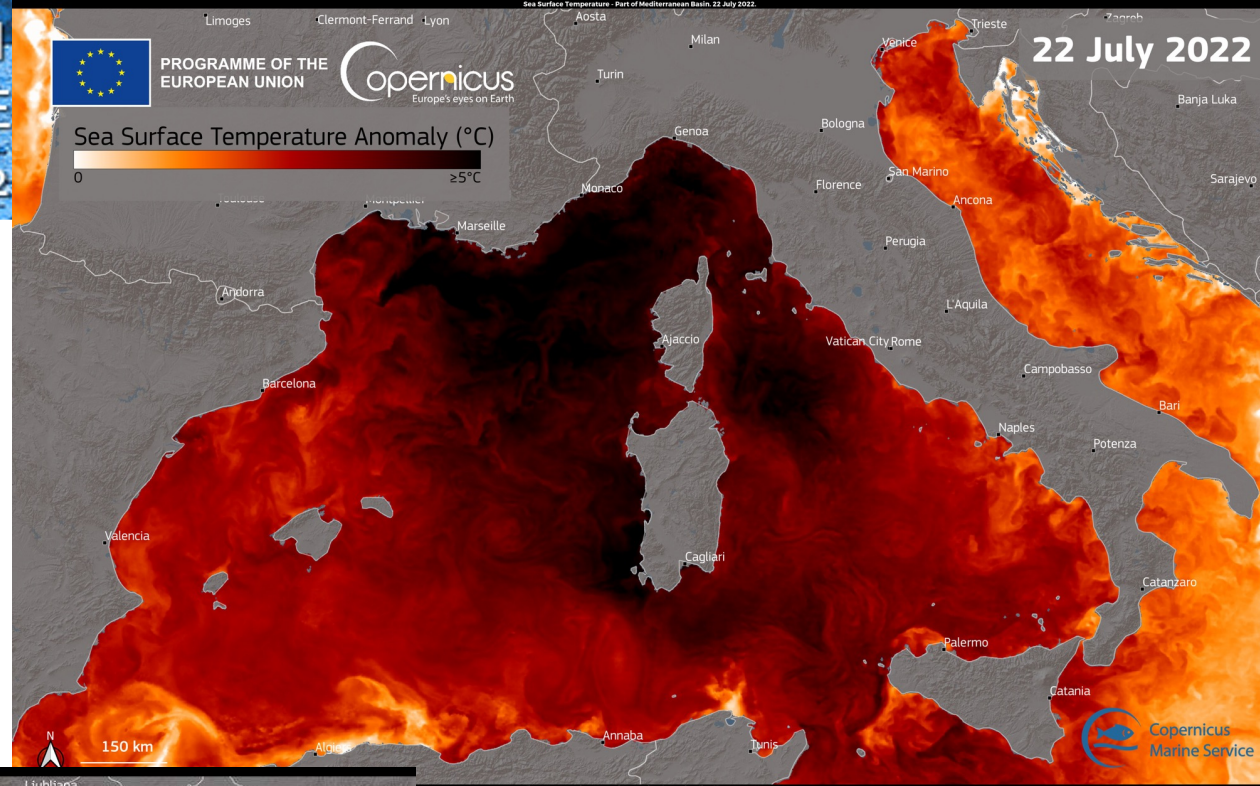 Sea Surface Temperature - Part of Mediterranean Basin. 22 July 2022.
Limoges
Clermont-Ferrand
Lyon
Aosta
Milan
Turin
Trieste
Zagreb
Venice
22 July 2022
PROGRAMME OF THE
EUROPEAN UNION
Copernicus
Europe's eyes on Earth
Sea Surface Temperature Anomaly (°C)
0
≥5°C
Banja Luka
Bologna
Genoa
Sarajevo
San Marino
Florence
Monaco
Toulouse
Montpellier
Ancona
Marseille
Perugia
Andorra
L'Aquila
Ajaccio
Vatican City
Rome
Campobasso
Barcelona
Bari
Naples
Potenza
Valencia
Cagliari
Catanzaro
Palermo
Catania
N
150 km
Algiers
Annaba
Tunis
Copernicus
Marine Service
Ljubljana